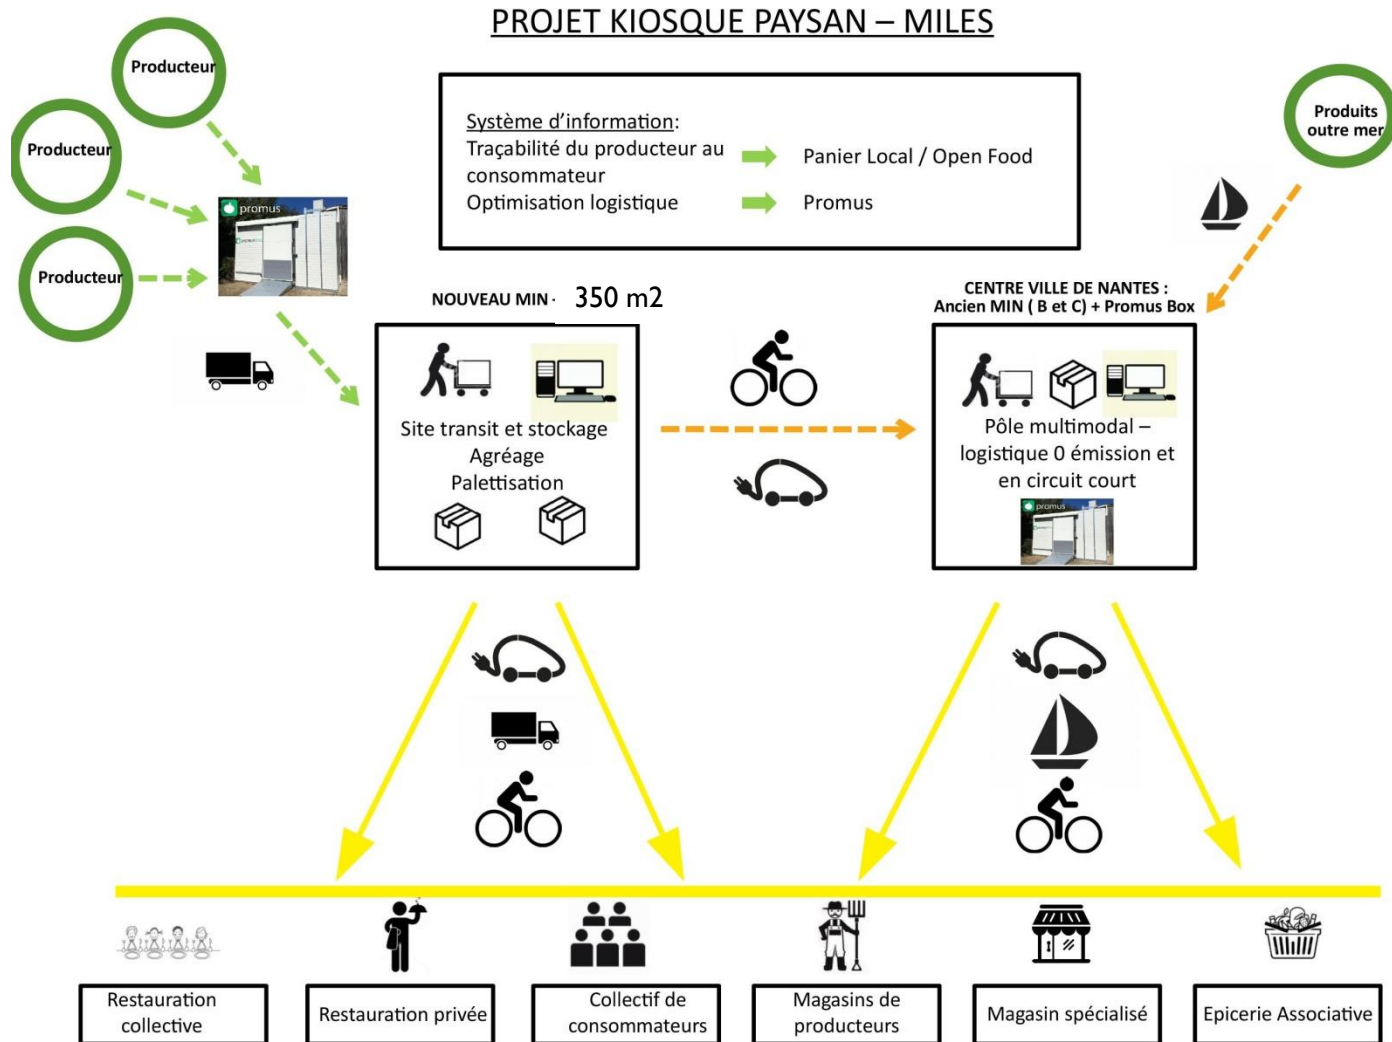 PROJET KIOSQUE PAYSAN – MILES
Producteur
Producteur
Producteur
promus
Système d'information:
Traçabilité du producteur au
consommateur
Panier Local / Open Food
Optimisation logistique
Promus
Produits
outre mer
NOUVEAU MIN - 350 m2
Site transit et stockage
Agréage
Palettisation
CENTRE VILLE DE NANTES :
Ancien MIN ( B et C) + Promus Box
Pôle multimodal –
logistique 0 émission et
en circuit court
promus
Restauration
collective
Restauration privée
Collectif de
consommateurs
Magasins de
producteurs
Magasin spécialisé
Epicerie Associative